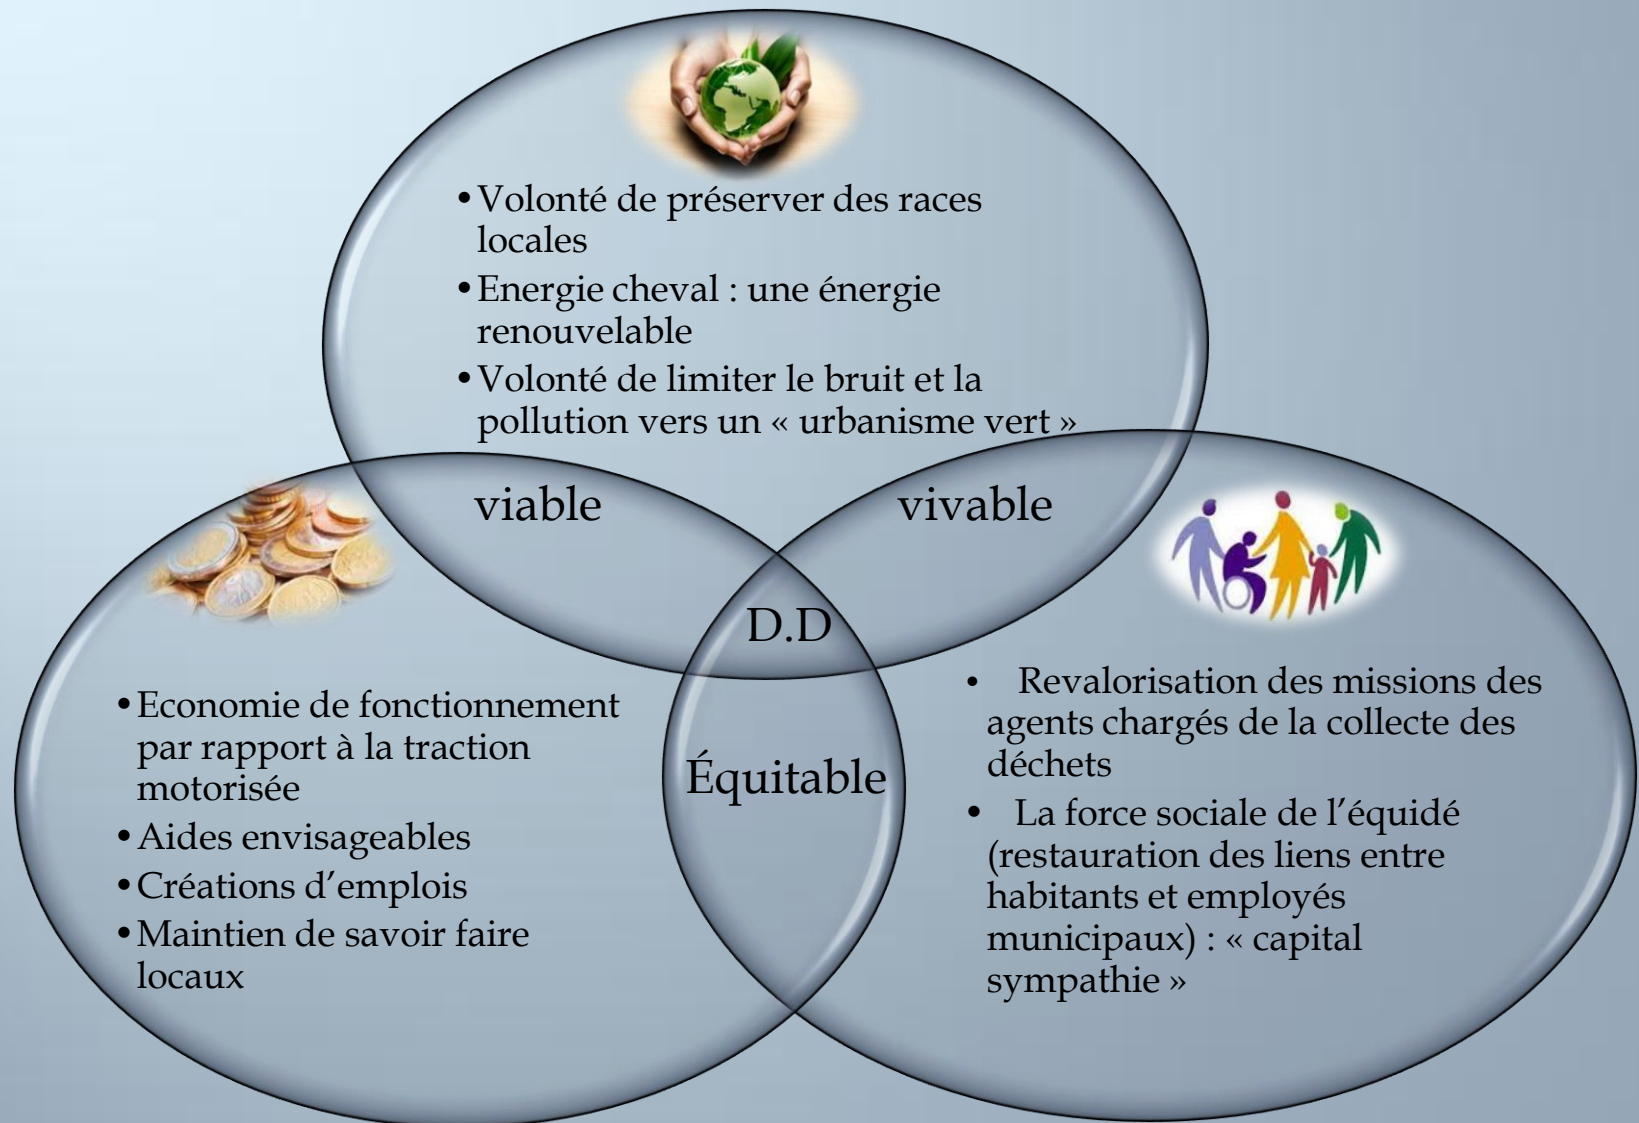 •Volonté de préserver des races
locales
•Energie cheval : une énergie
renouvelable
•Volonté de limiter le bruit et la
pollution vers un « urbanisme vert »
viable
vivable
D.D
Équitable
•Economie de fonctionnement
par rapport à la traction
motorisée
•Aides envisageables
•Créations d’emplois
•Maintien de savoir faire
locaux
• Revalorisation des missions des
agents chargés de la collecte des
déchets
• La force sociale de l’équidé
(restauration des liens entre
habitants et employés
municipaux) : « capital
sympathie »